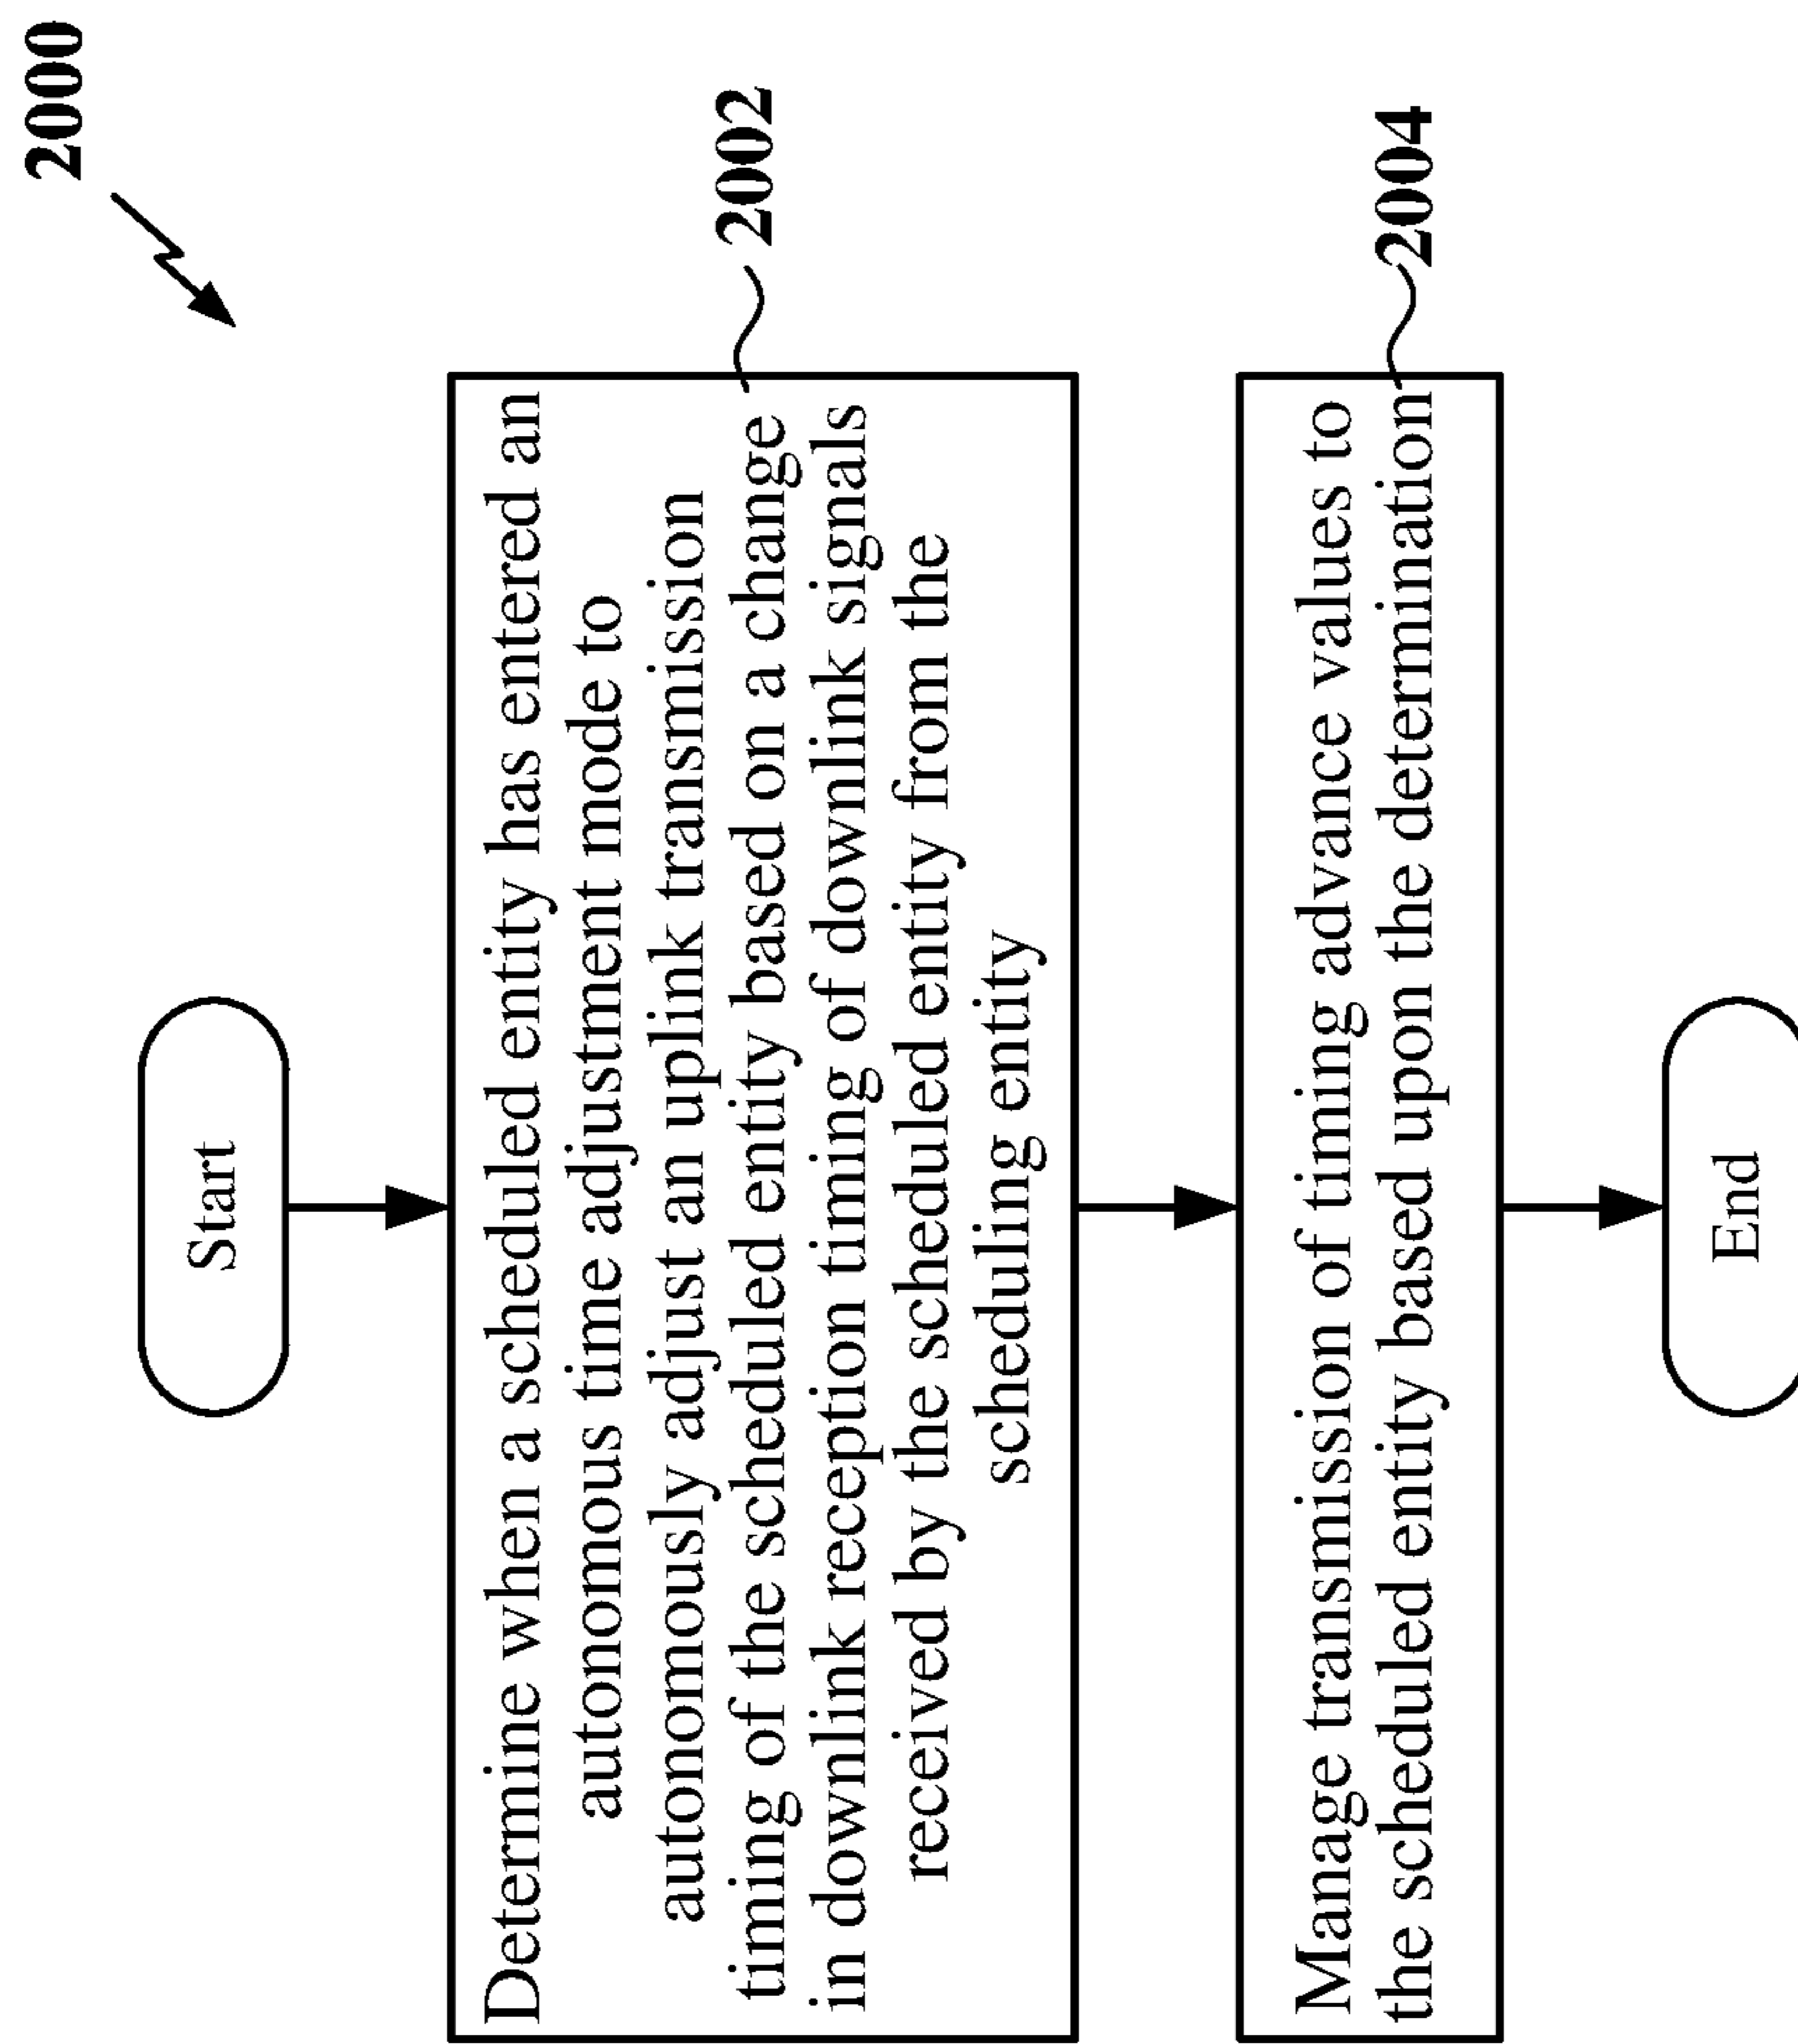 2000
Start
Determine when a scheduled entity has entered an
autonomous time adjustment mode to
autonomously adjust an uplink transmission
timing of the scheduled entity based on a change
in downlink reception timing of downlink signals
received by the scheduled entity from the
scheduling entity
2002
Manage transmission of timing advance values to
the scheduled entity based upon the determination
2004
End